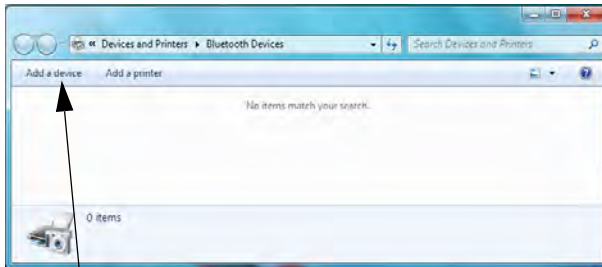 « Devices and Printers ▸ Bluetooth Devices Search Devices and Printers
Add a device Add a printer
No items match your search.
0 items